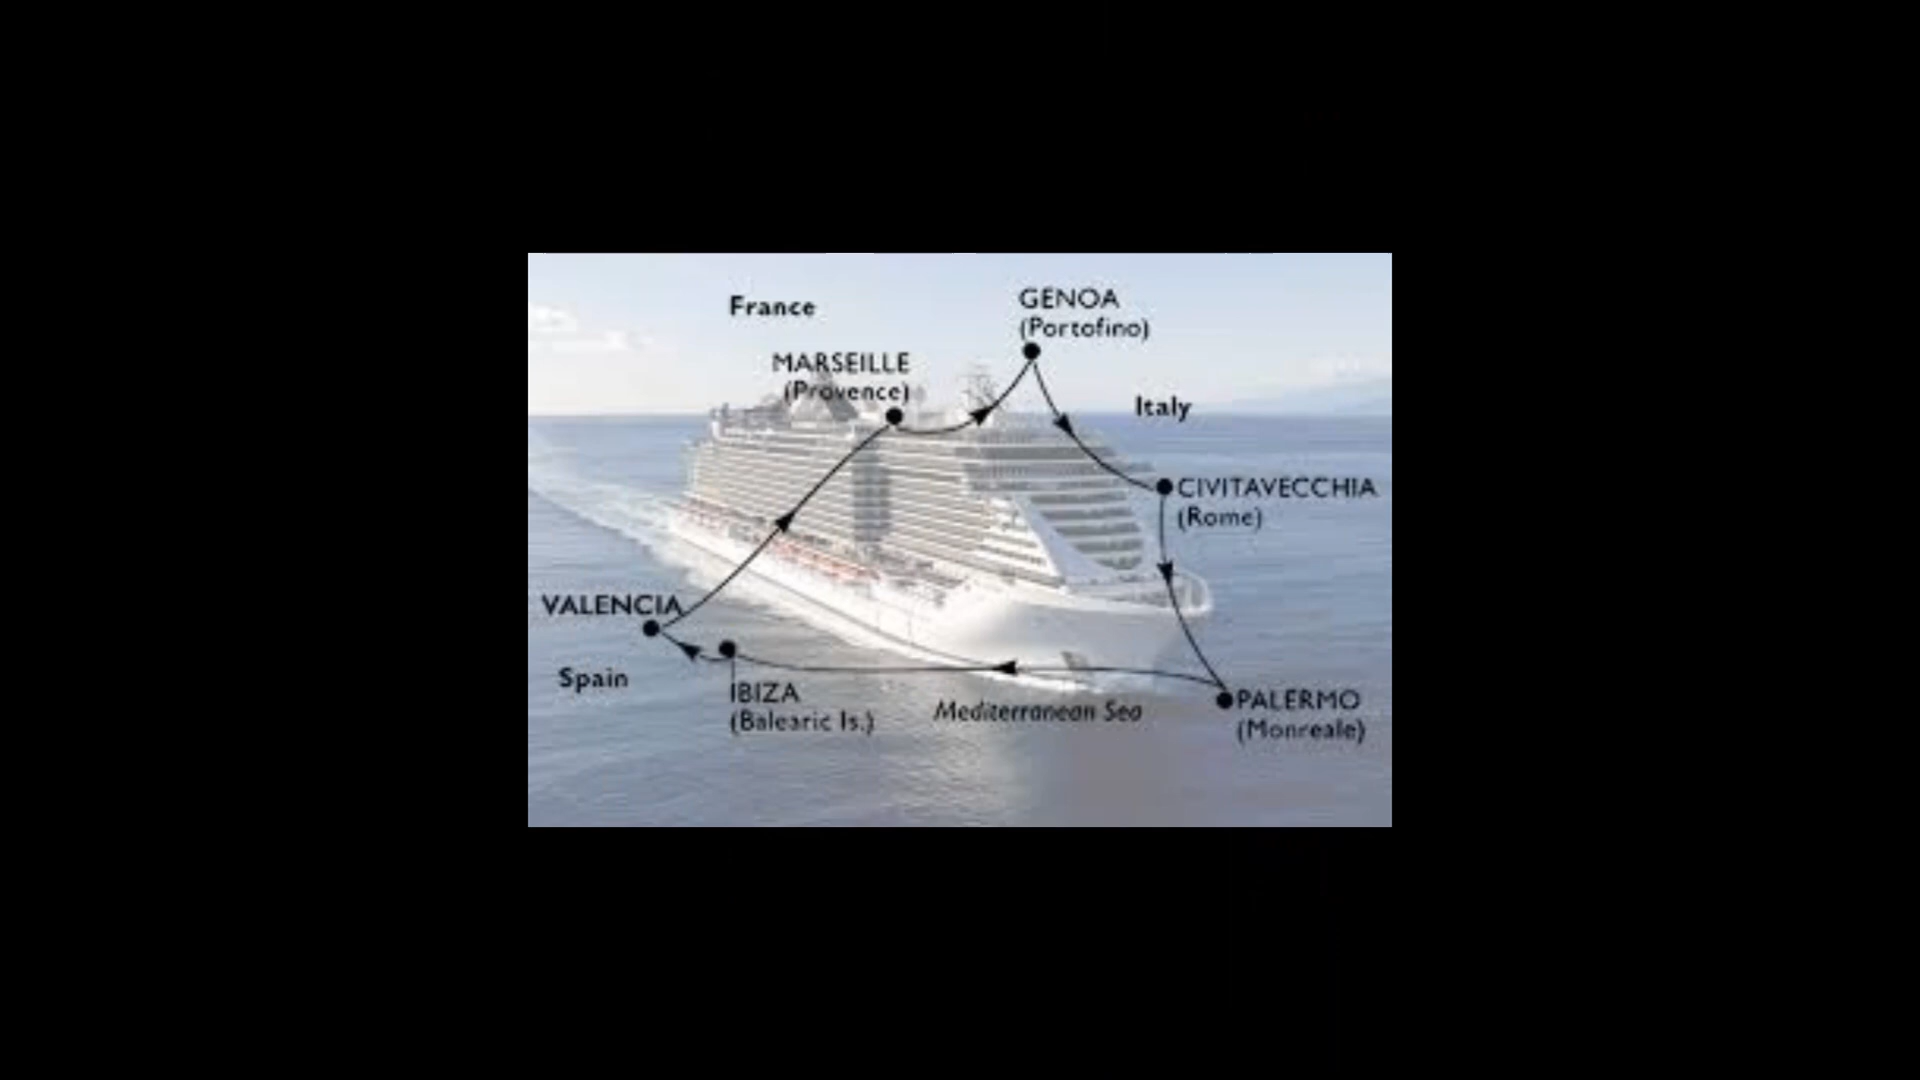 France
GENOA
(Portofino)
MARSEILLE
(Provence)
Italy
CIVITAVECCHIA
(Rome)
VALENCIA
Spain
IBIZA
(Balearic Is.)
Mediterranean Sea
PALERMO
(Monreale)